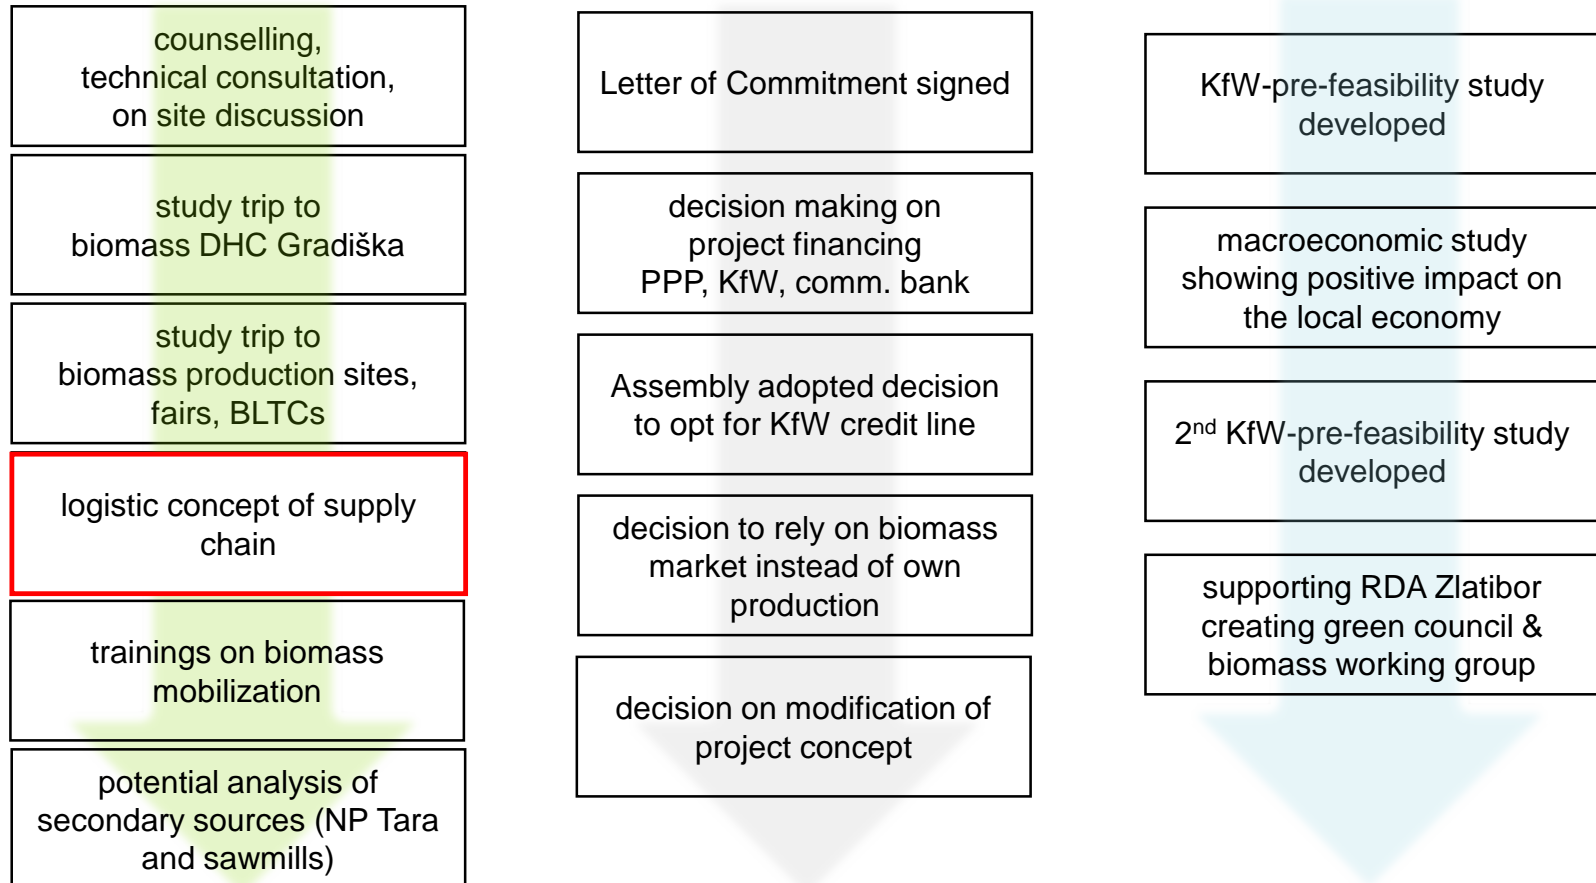 counselling,
technical consultation,
on site discussion
study trip to
biomass DHC Gradiška
study trip to
biomass production sites,
fairs, BLTCs
logistic concept of supply
chain
trainings on biomass
mobilization
potential analysis of
secondary sources (NP Tara
and sawmills)
Letter of Commitment signed
decision making on
project financing
PPP, KfW, comm. bank
Assembly adopted decision
to opt for KfW credit line
decision to rely on biomass
market instead of own
production
decision on modification of
project concept
KfW-pre-feasibility study
developed
macroeconomic study
showing positive impact on
the local economy
2nd KfW-pre-feasibility study
developed
supporting RDA Zlatibor
creating green council &
biomass working group